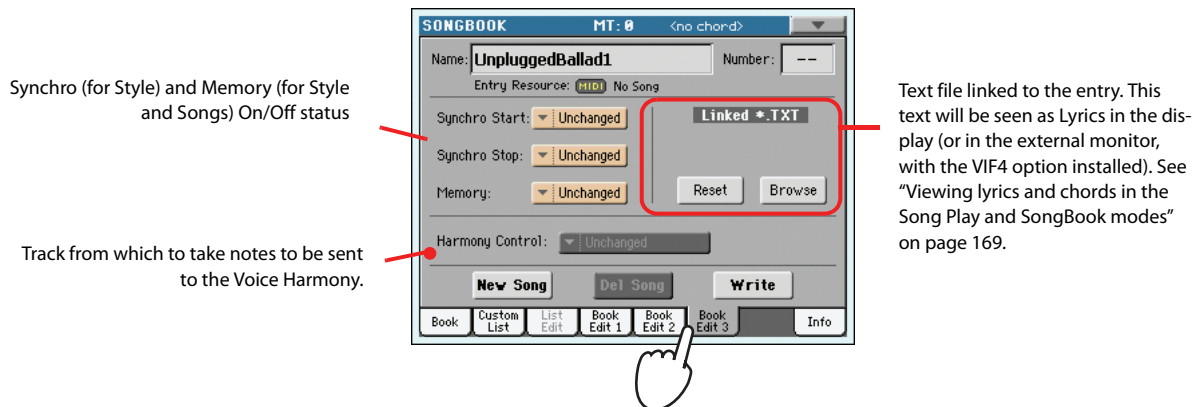 SONGBOOK MT: 0 <no chord>
Name: UnpluggedBallad1 Number: --
Entry Resource: MIDI No Song
Synchro Start: Unchanged
Synchro Stop: Unchanged
Memory: Unchanged
Linked *.TXT
Reset Browse
Harmony Control: Unchanged
New Song Del Song Write
Book Custom List List Edit Book Edit 1 Book Edit 2 Book Edit 3 Info
Synchro (for Style) and Memory (for Style
and Songs) On/Off status
Track from which to take notes to be sent
to the Voice Harmony.
Text file linked to the entry. This
text will be seen as Lyrics in the dis-
play (or in the external monitor,
with the VIF4 option installed). See
“Viewing lyrics and chords in the
Song Play and SongBook modes”
on page 169.